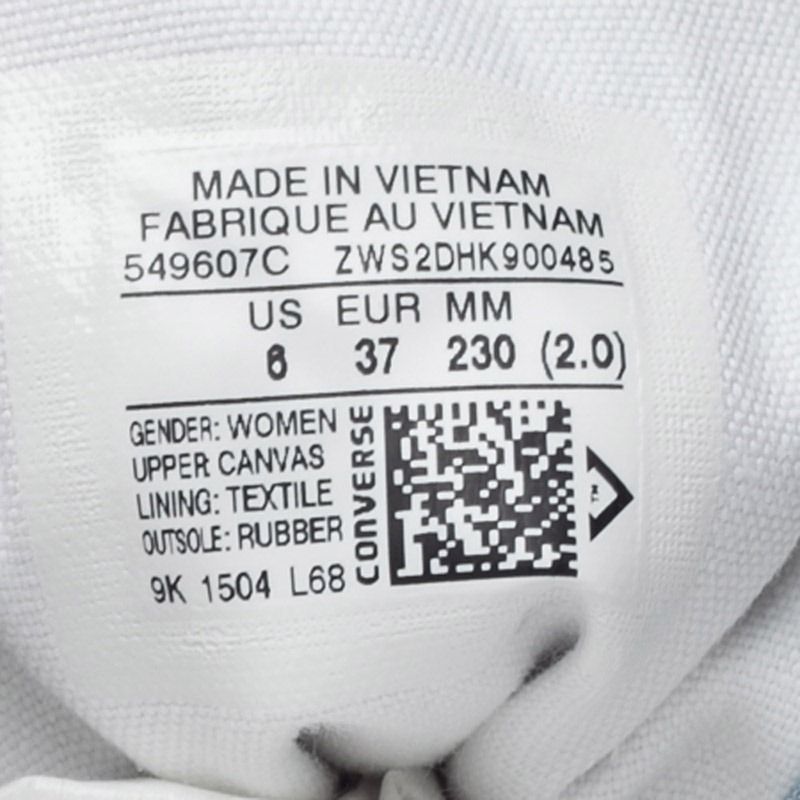 MADE IN VIETNAM
FABRIQUE AU VIETNAM
549607C ZWS2DHK900485
US EUR MM
6 37 230 (2.0)
GENDER: WOMEN
UPPER CANVAS
LINING: TEXTILE
OUTSOLE: RUBBER
9K 1504 L68
CONVERSE
TM